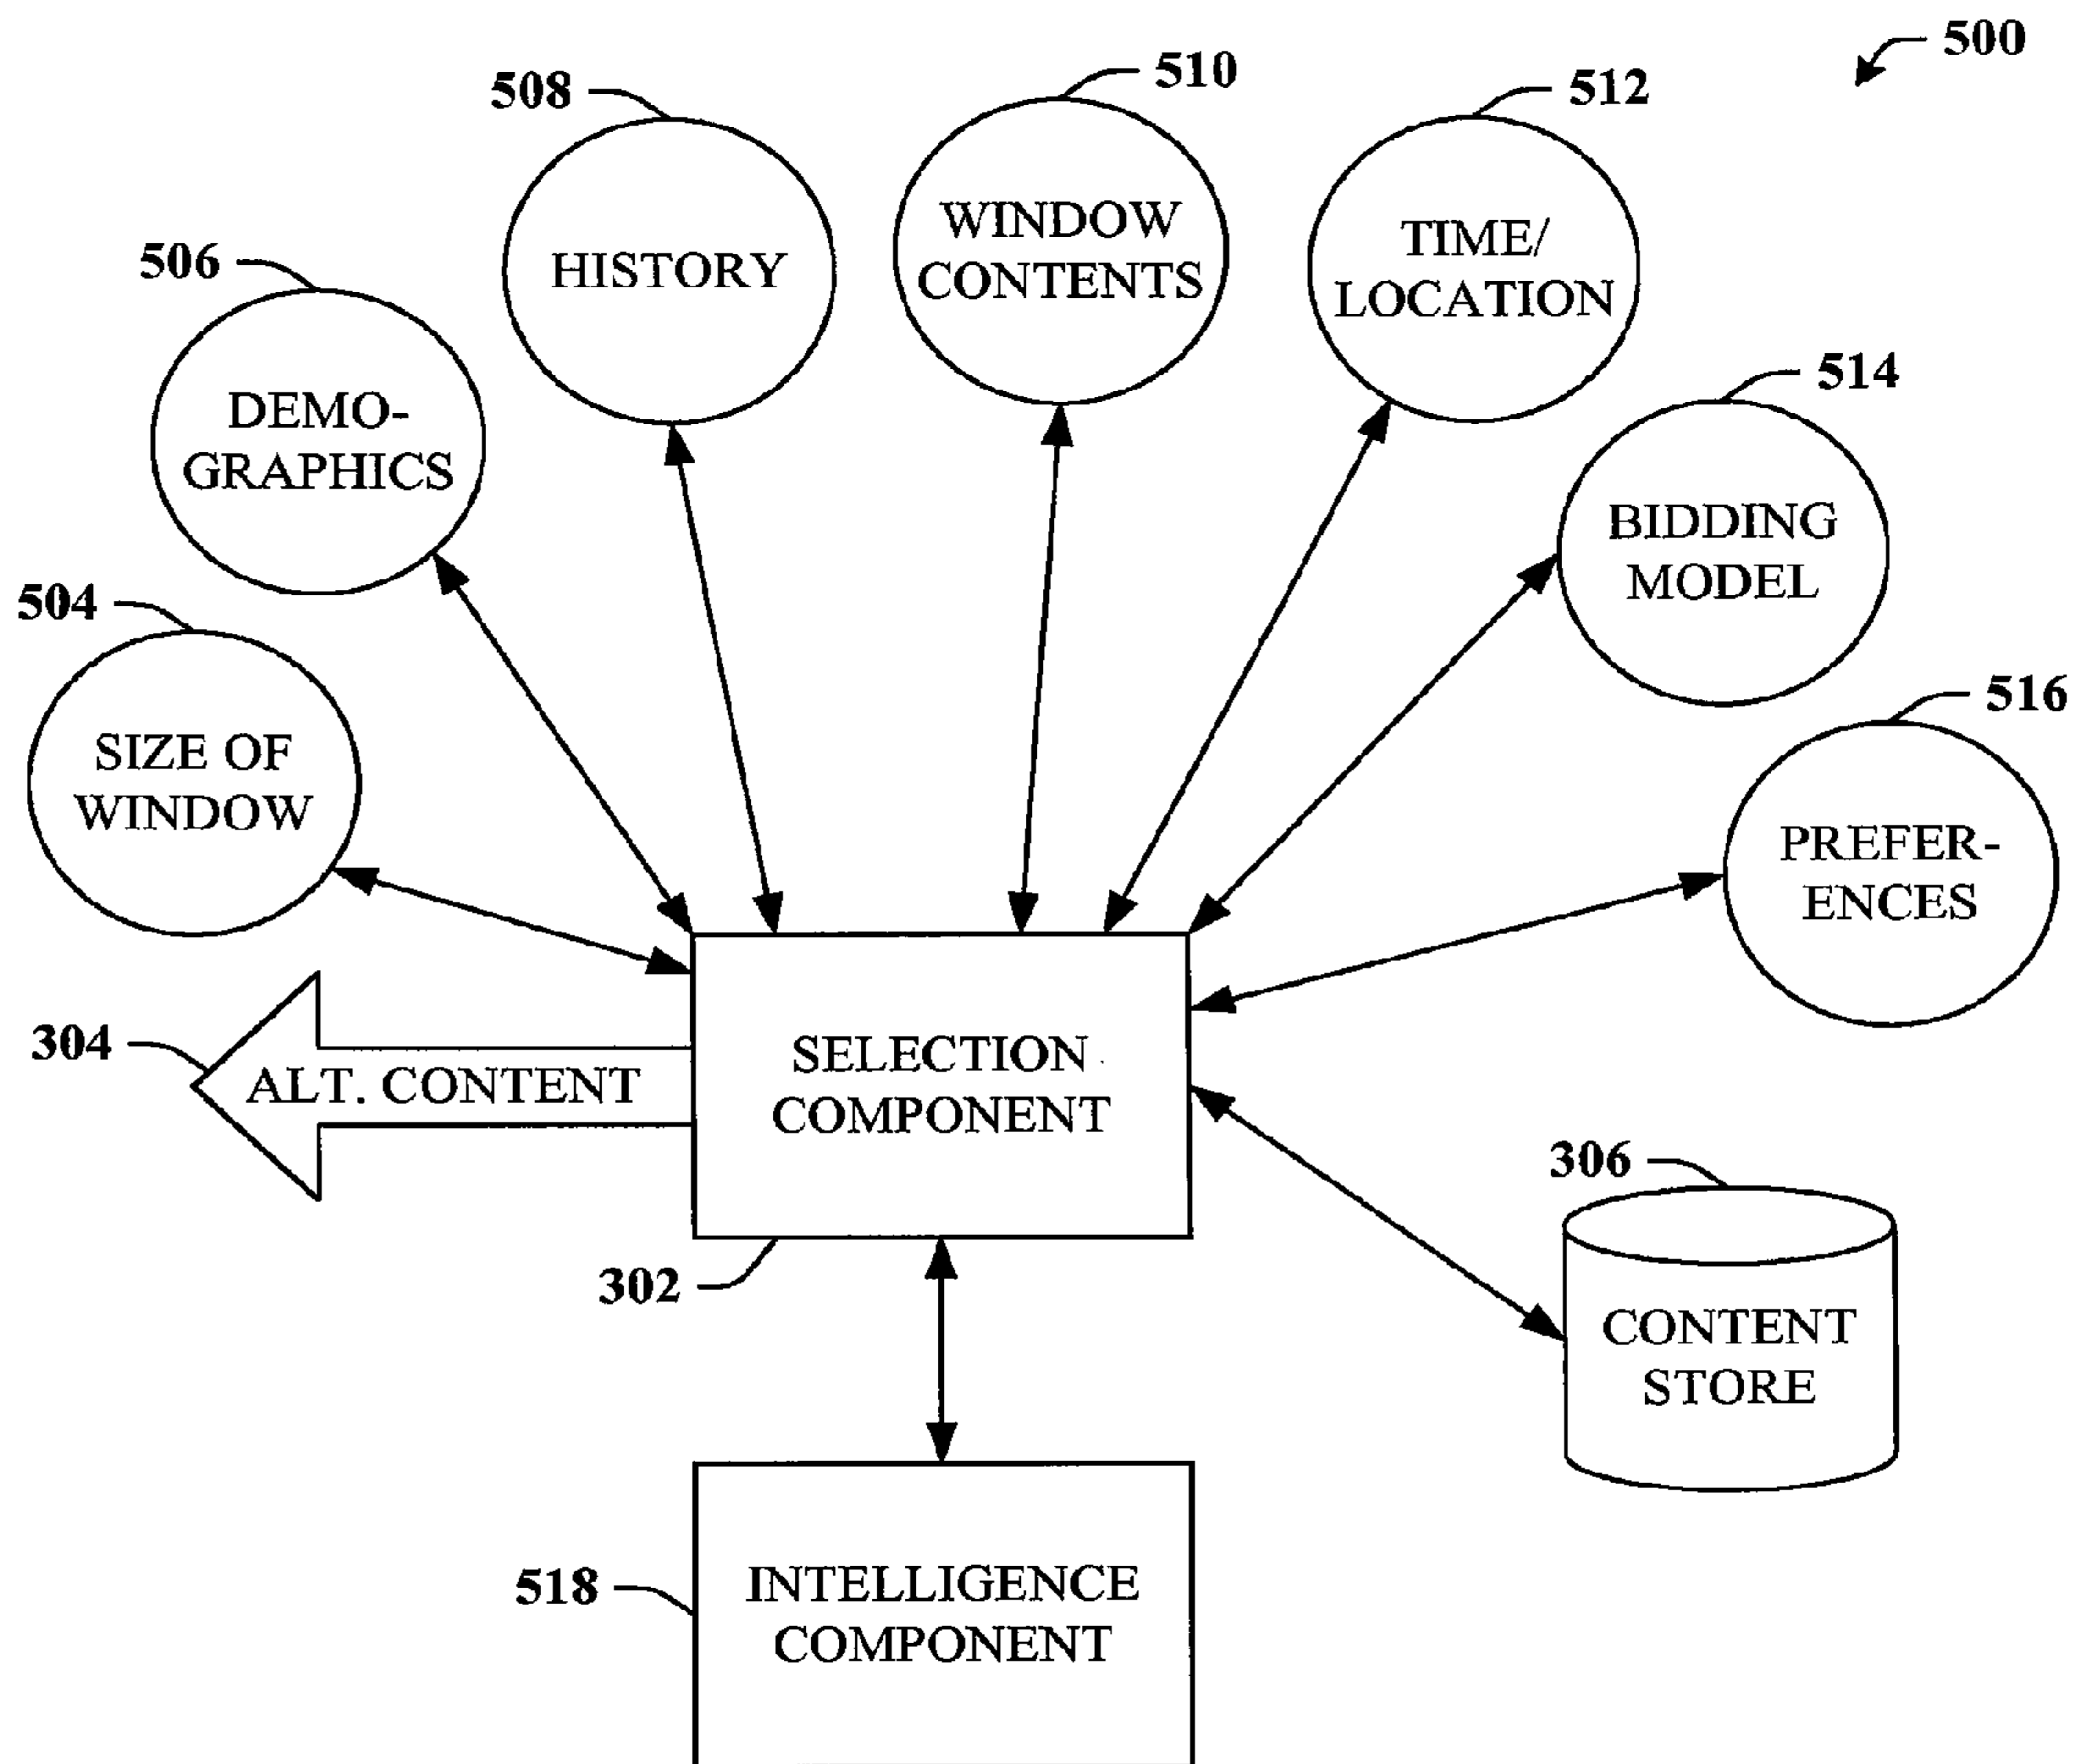 500
508
510
512
506
HISTORY
WINDOW
CONTENTS
TIME/
LOCATION
514
DEMO-
GRAPHICS
BIDDING
MODEL
504
516
SIZE OF
WINDOW
PREFER-
ENCES
304
ALT. CONTENT
SELECTION
COMPONENT
306
302
CONTENT
STORE
518
INTELLIGENCE
COMPONENT